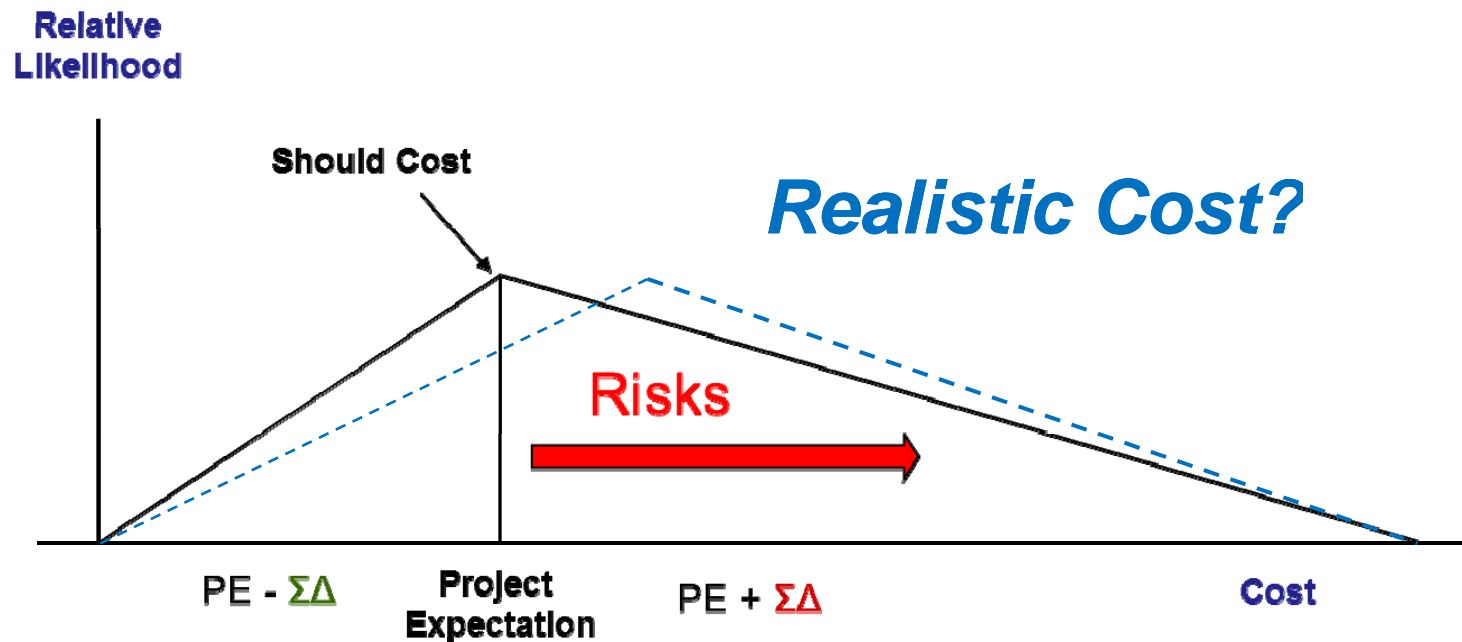 Relative
Likelihood
Should Cost
Realistic Cost?
Risks
PE - ΣΔ
Project
Expectation
PE + ΣΔ
Cost